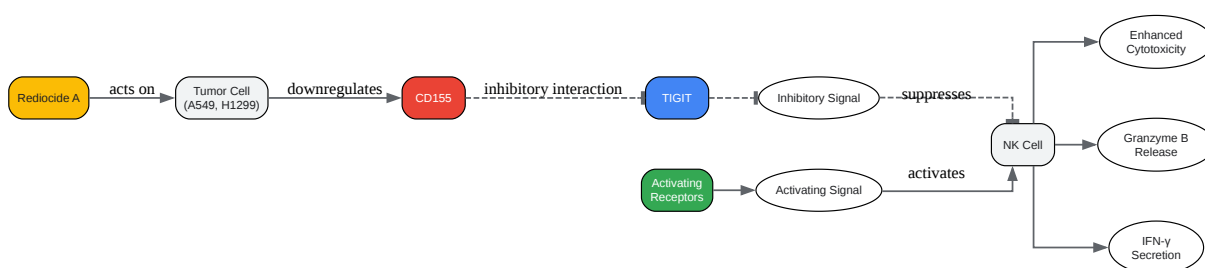 Enhanced
Cytotoxicity
Rediocide A
acts on
Tumor Cell
(A549, H1299)
downregulates
CD155
inhibitory interaction
TIGIT
Inhibitory Signal
suppresses
NK Cell
Granzyme B
Release
Activating
Receptors
Activating Signal
activates
IFN-γ
Secretion